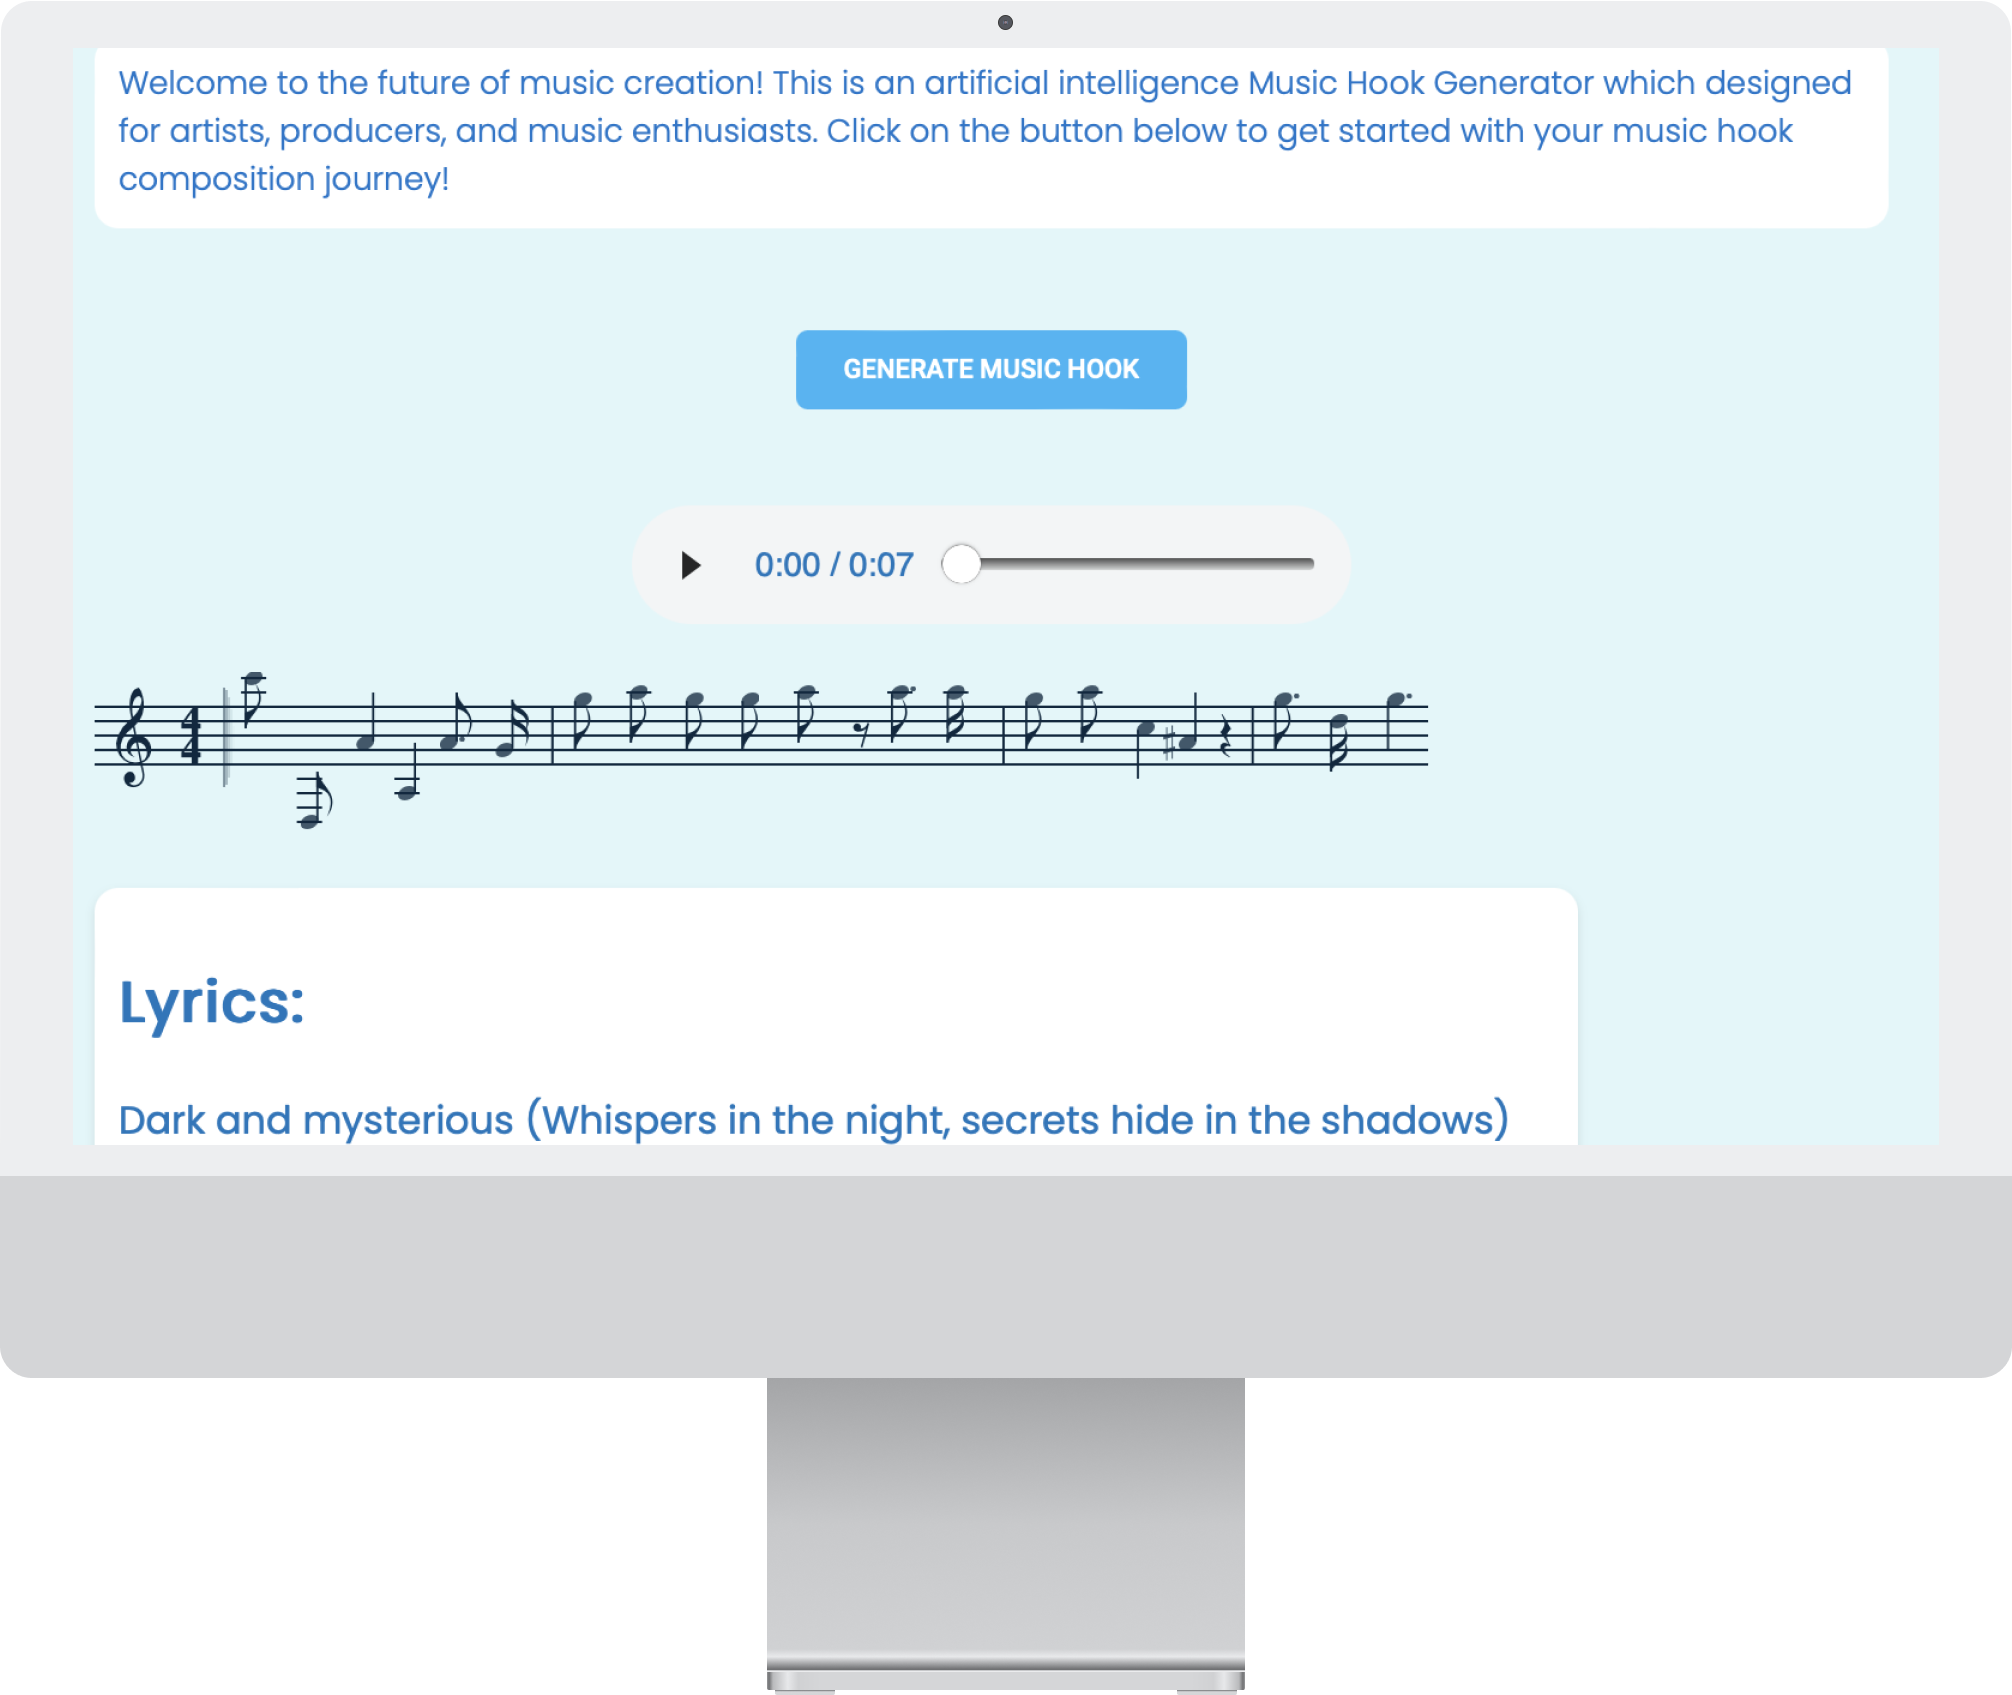 Welcome to the future of music creation! This is an artificial intelligence Music Hook Generator which designed
for artists, producers, and music enthusiasts. Click on the button below to get started with your music hook
composition journey!
GENERATE MUSIC HOOK
0:00 / 0:07
4
4
Lyrics:
Dark and mysterious (Whispers in the night, secrets hide in the shadows)